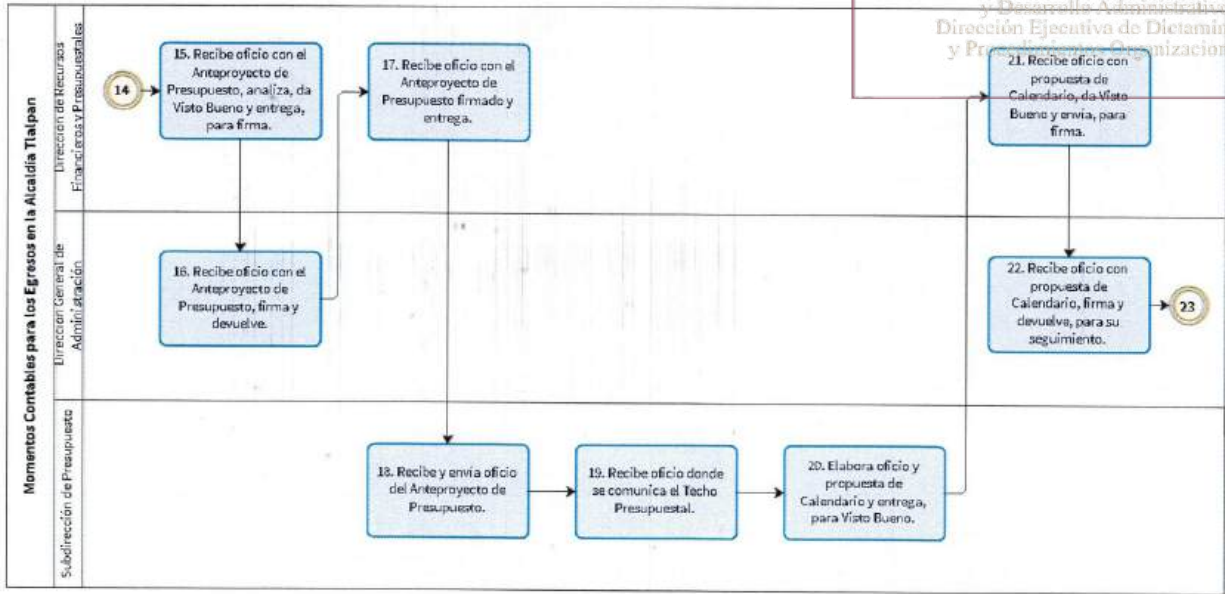 y Desarrollo Administrativo
Dirección Ejecutiva de Dictamin
y Procedimientos Organizacion
Momentos Contables para los Egresos en la Alcaldía Tlalpan
Dirección de Recursos
Financieros y Presupuestales
14
15. Recibe oficio con el
Anteproyecto de
Presupuesto, analiza, da
Visto Bueno y entrega,
para firma.
17. Recibe oficio con el
Anteproyecto de
Presupuesto firmado y
entrega.
21. Recibe oficio con
propuesta de
Calendario, da Visto
Bueno y envía, para
firma.
Dirección General de
Administración
16. Recibe oficio con el
Anteproyecto de
Presupuesto, firma y
devuelve.
22. Recibe oficio con
propuesta de
Calendario, firma y
devuelve, para su
seguimiento.
23
Subdirección de Presupuesto
18. Recibe y envía oficio
del Anteproyecto de
Presupuesto.
19. Recibe oficio donde
se comunica el Techo
Presupuestal.
20. Elabora oficio y
propuesta de
Calendario y entrega,
para Visto Bueno.